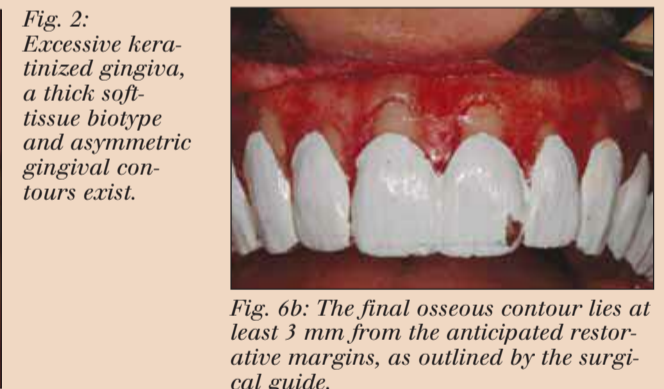 Fig. 2:
Excessive kera-
tinized gingiva,
a thick soft-
tissue biotype
and asymmetric
gingival con-
tours exist.
Fig. 6b: The final osseous contour lies at
least 3 mm from the anticipated restor-
ative margins, as outlined by the surgi-
cal guide.